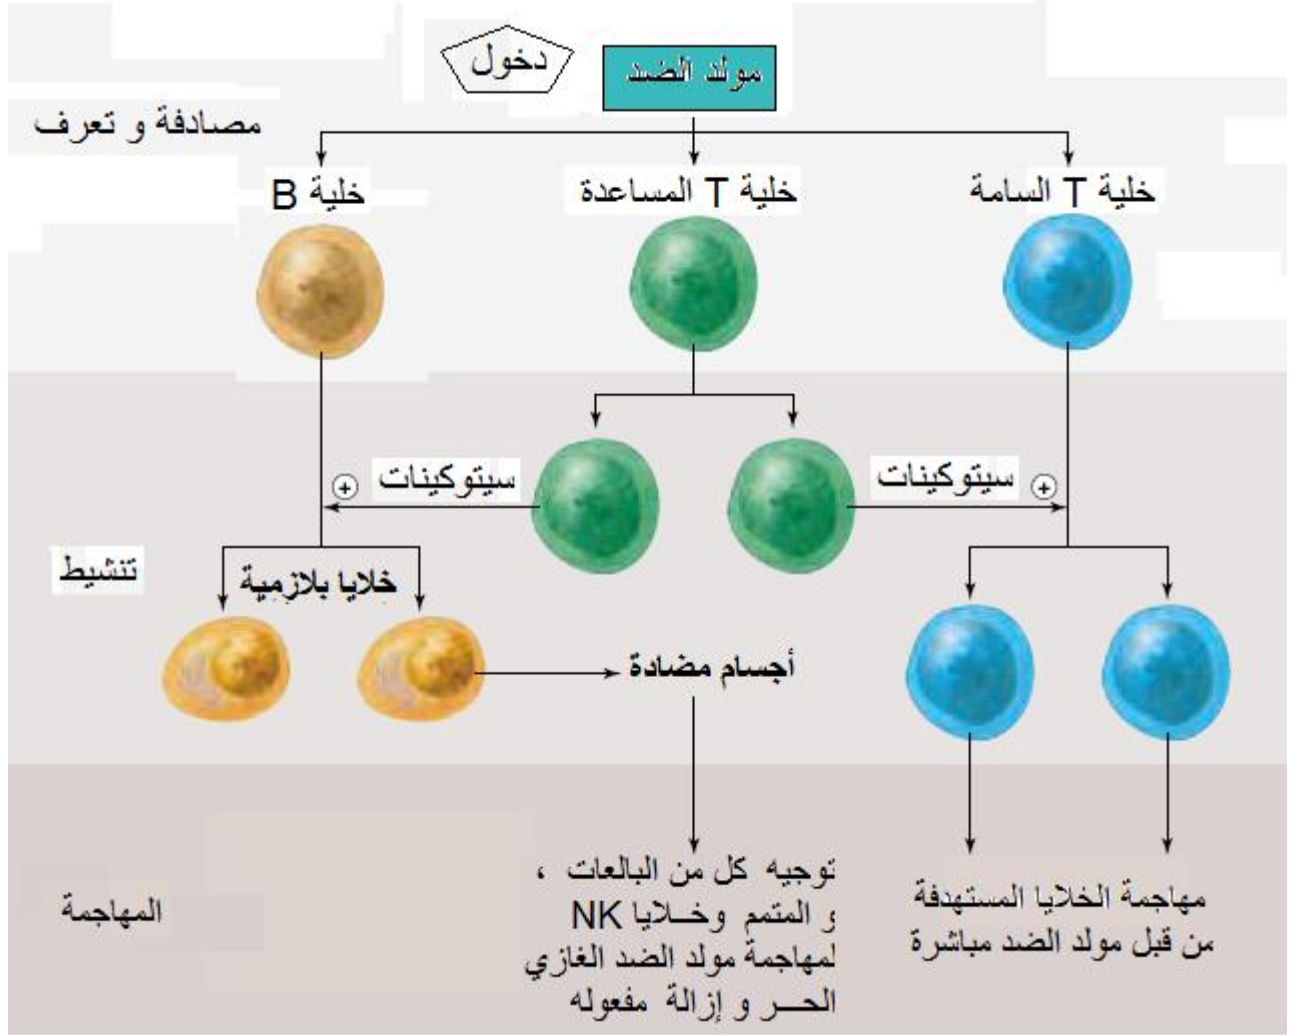 دخول
مولد الضد
مصادفة و تعرف
خلية T السامة
خلية T المساعدة
خلية B
سيتوكينات +
سيتوكينات +
تنشيط
خلايا بلازمية
أجسام مضادة
توجيه كل من البالعات ،
و المتمم وخـلايا NK
لمهاجمة مولد الضد الغازي
الحـــر و إزالة مفعوله
مهاجمة الخلايا المستهدفة
من قبل مولد الضد مباشرة
المهاجمة